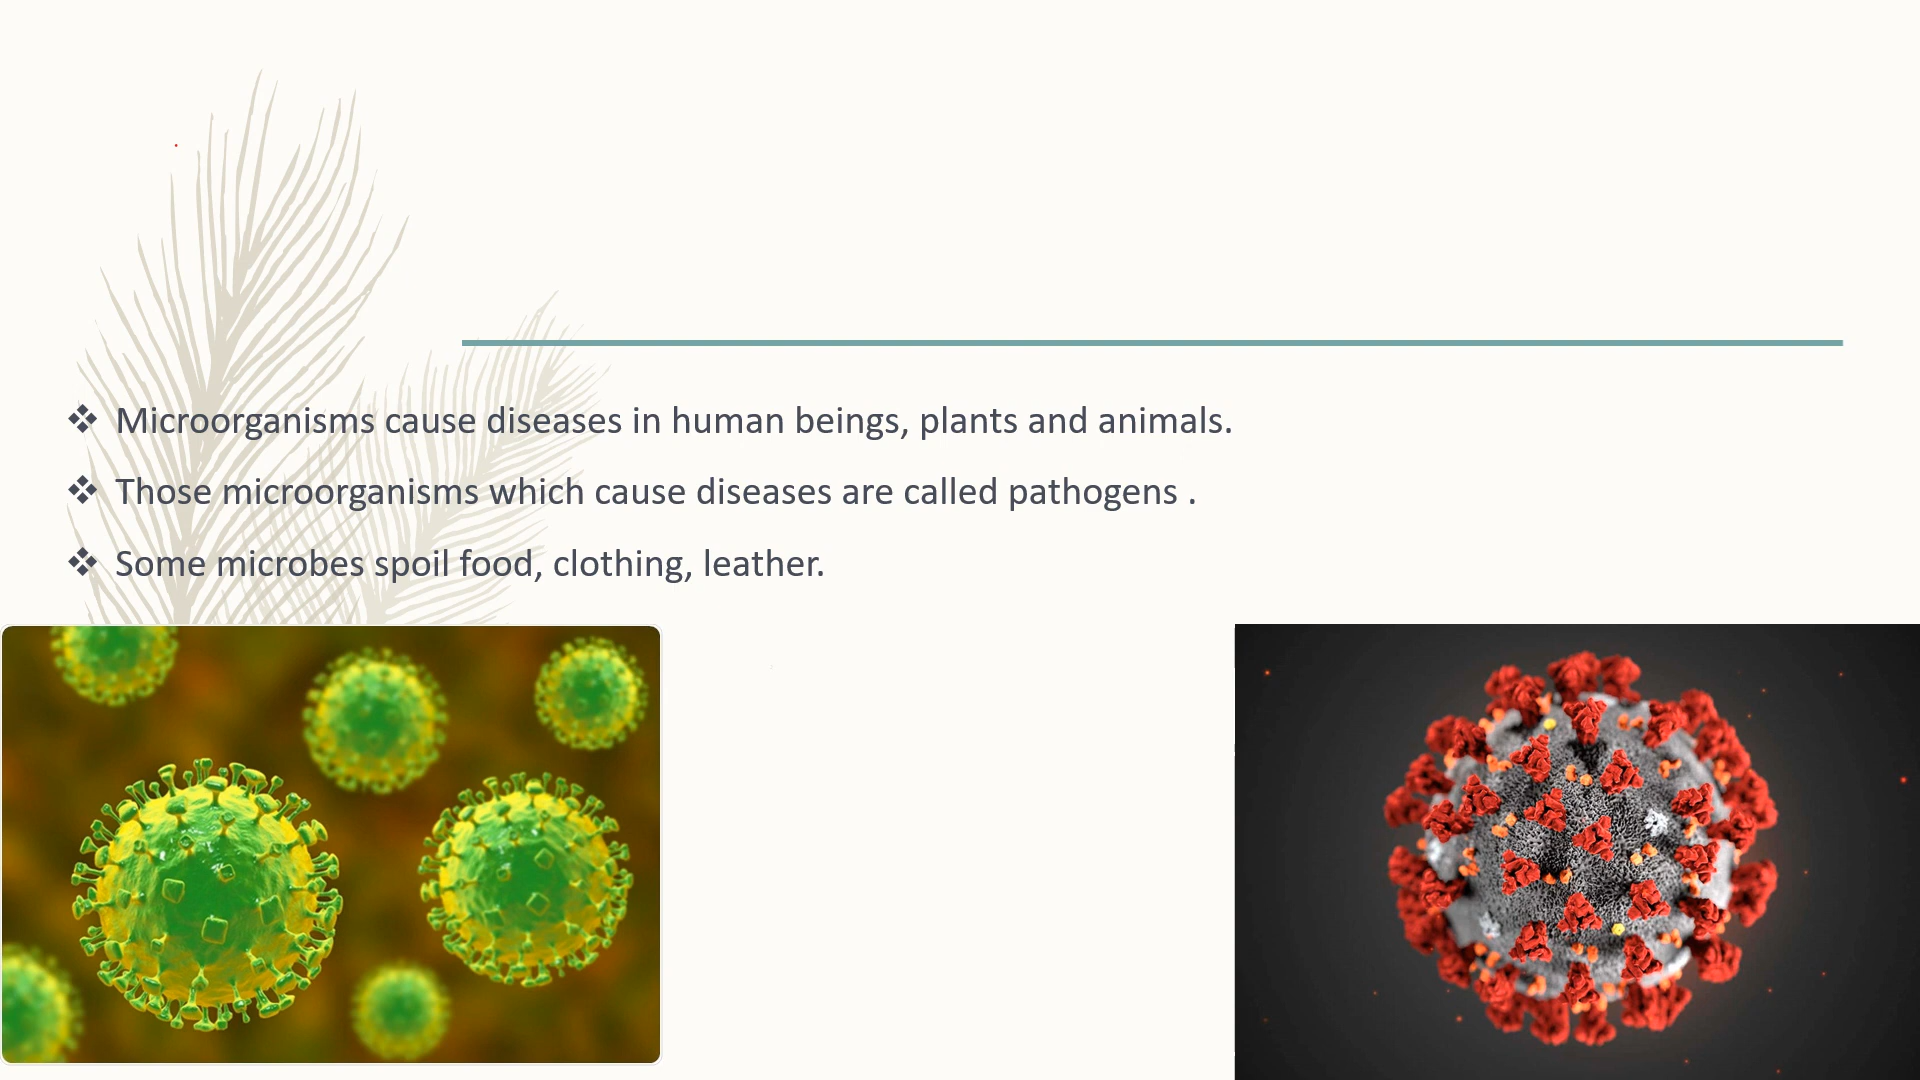 ❖ Microorganisms cause diseases in human beings, plants and animals.
❖ Those microorganisms which cause diseases are called pathogens .
❖ Some microbes spoil food, clothing, leather.